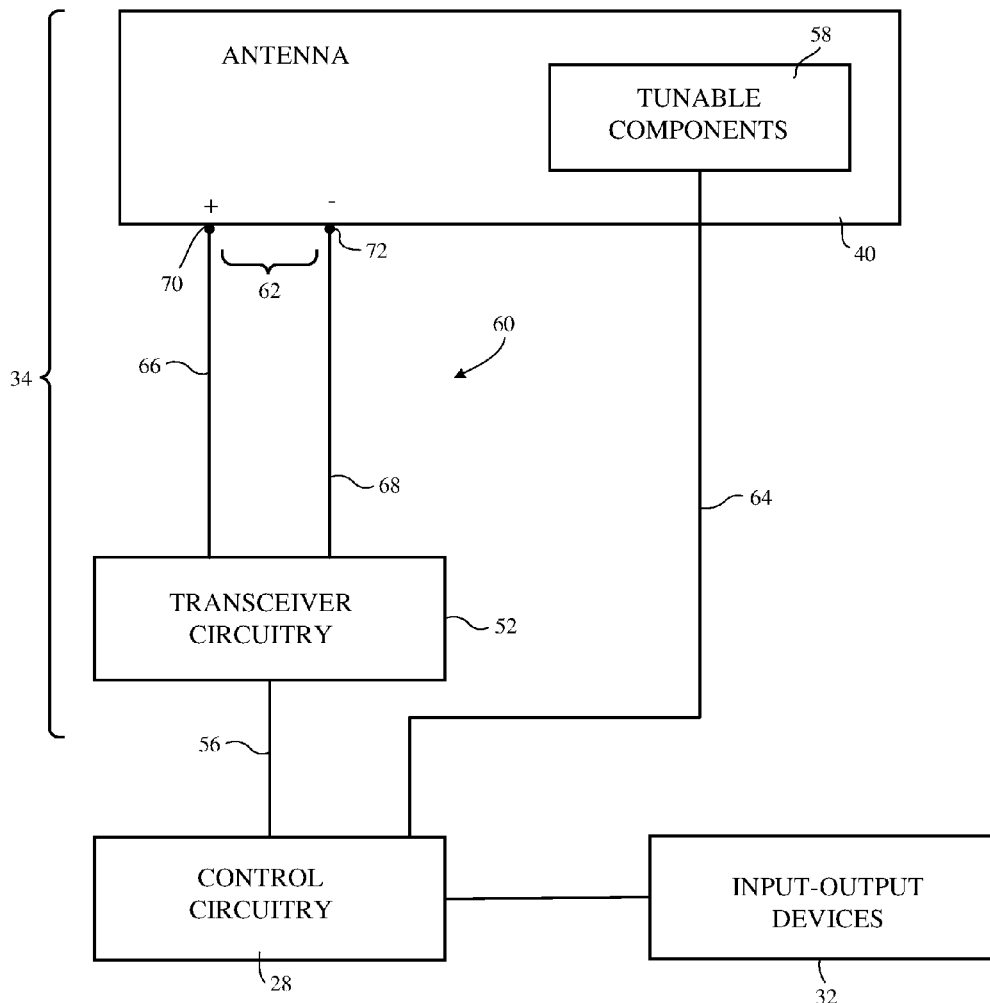 ANTENNA
58
TUNABLE
COMPONENTS
+
-
70
62
72
40
60
66
34
68
64
TRANSCEIVER
CIRCUITRY
52
56
CONTROL
CIRCUITRY
INPUT-OUTPUT
DEVICES
28
32